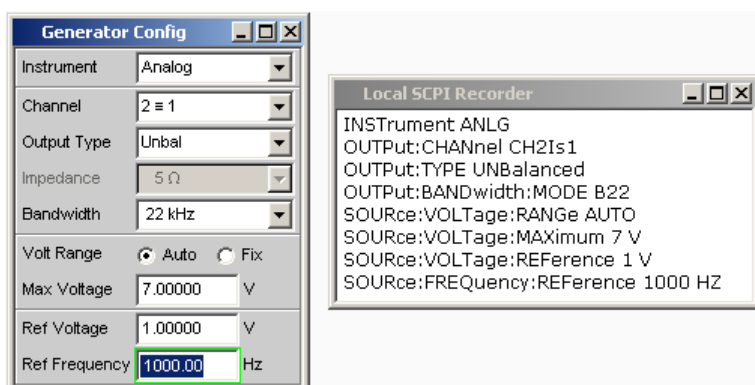 Generator Config
Instrument Analog
Channel 2 ≡ 1
Output Type Unbal
Impedance 5 Ω
Bandwidth 22 kHz
Volt Range Auto Fix
Max Voltage 7.00000 V
Ref Voltage 1.00000 V
Ref Frequency 1000.00 Hz
Local SCPI Recorder
INSTrument ANLG
OUTPut:CHANnel CH2Is1
OUTPut:TYPE UNBalanced
OUTPut:BANDwidth:MODE B22
SOURce:VOLTage:RANGe AUTO
SOURce:VOLTage:MAXimum 7 V
SOURce:VOLTage:REFerence 1 V
SOURce:FREQuency:REFerence 1000 HZ